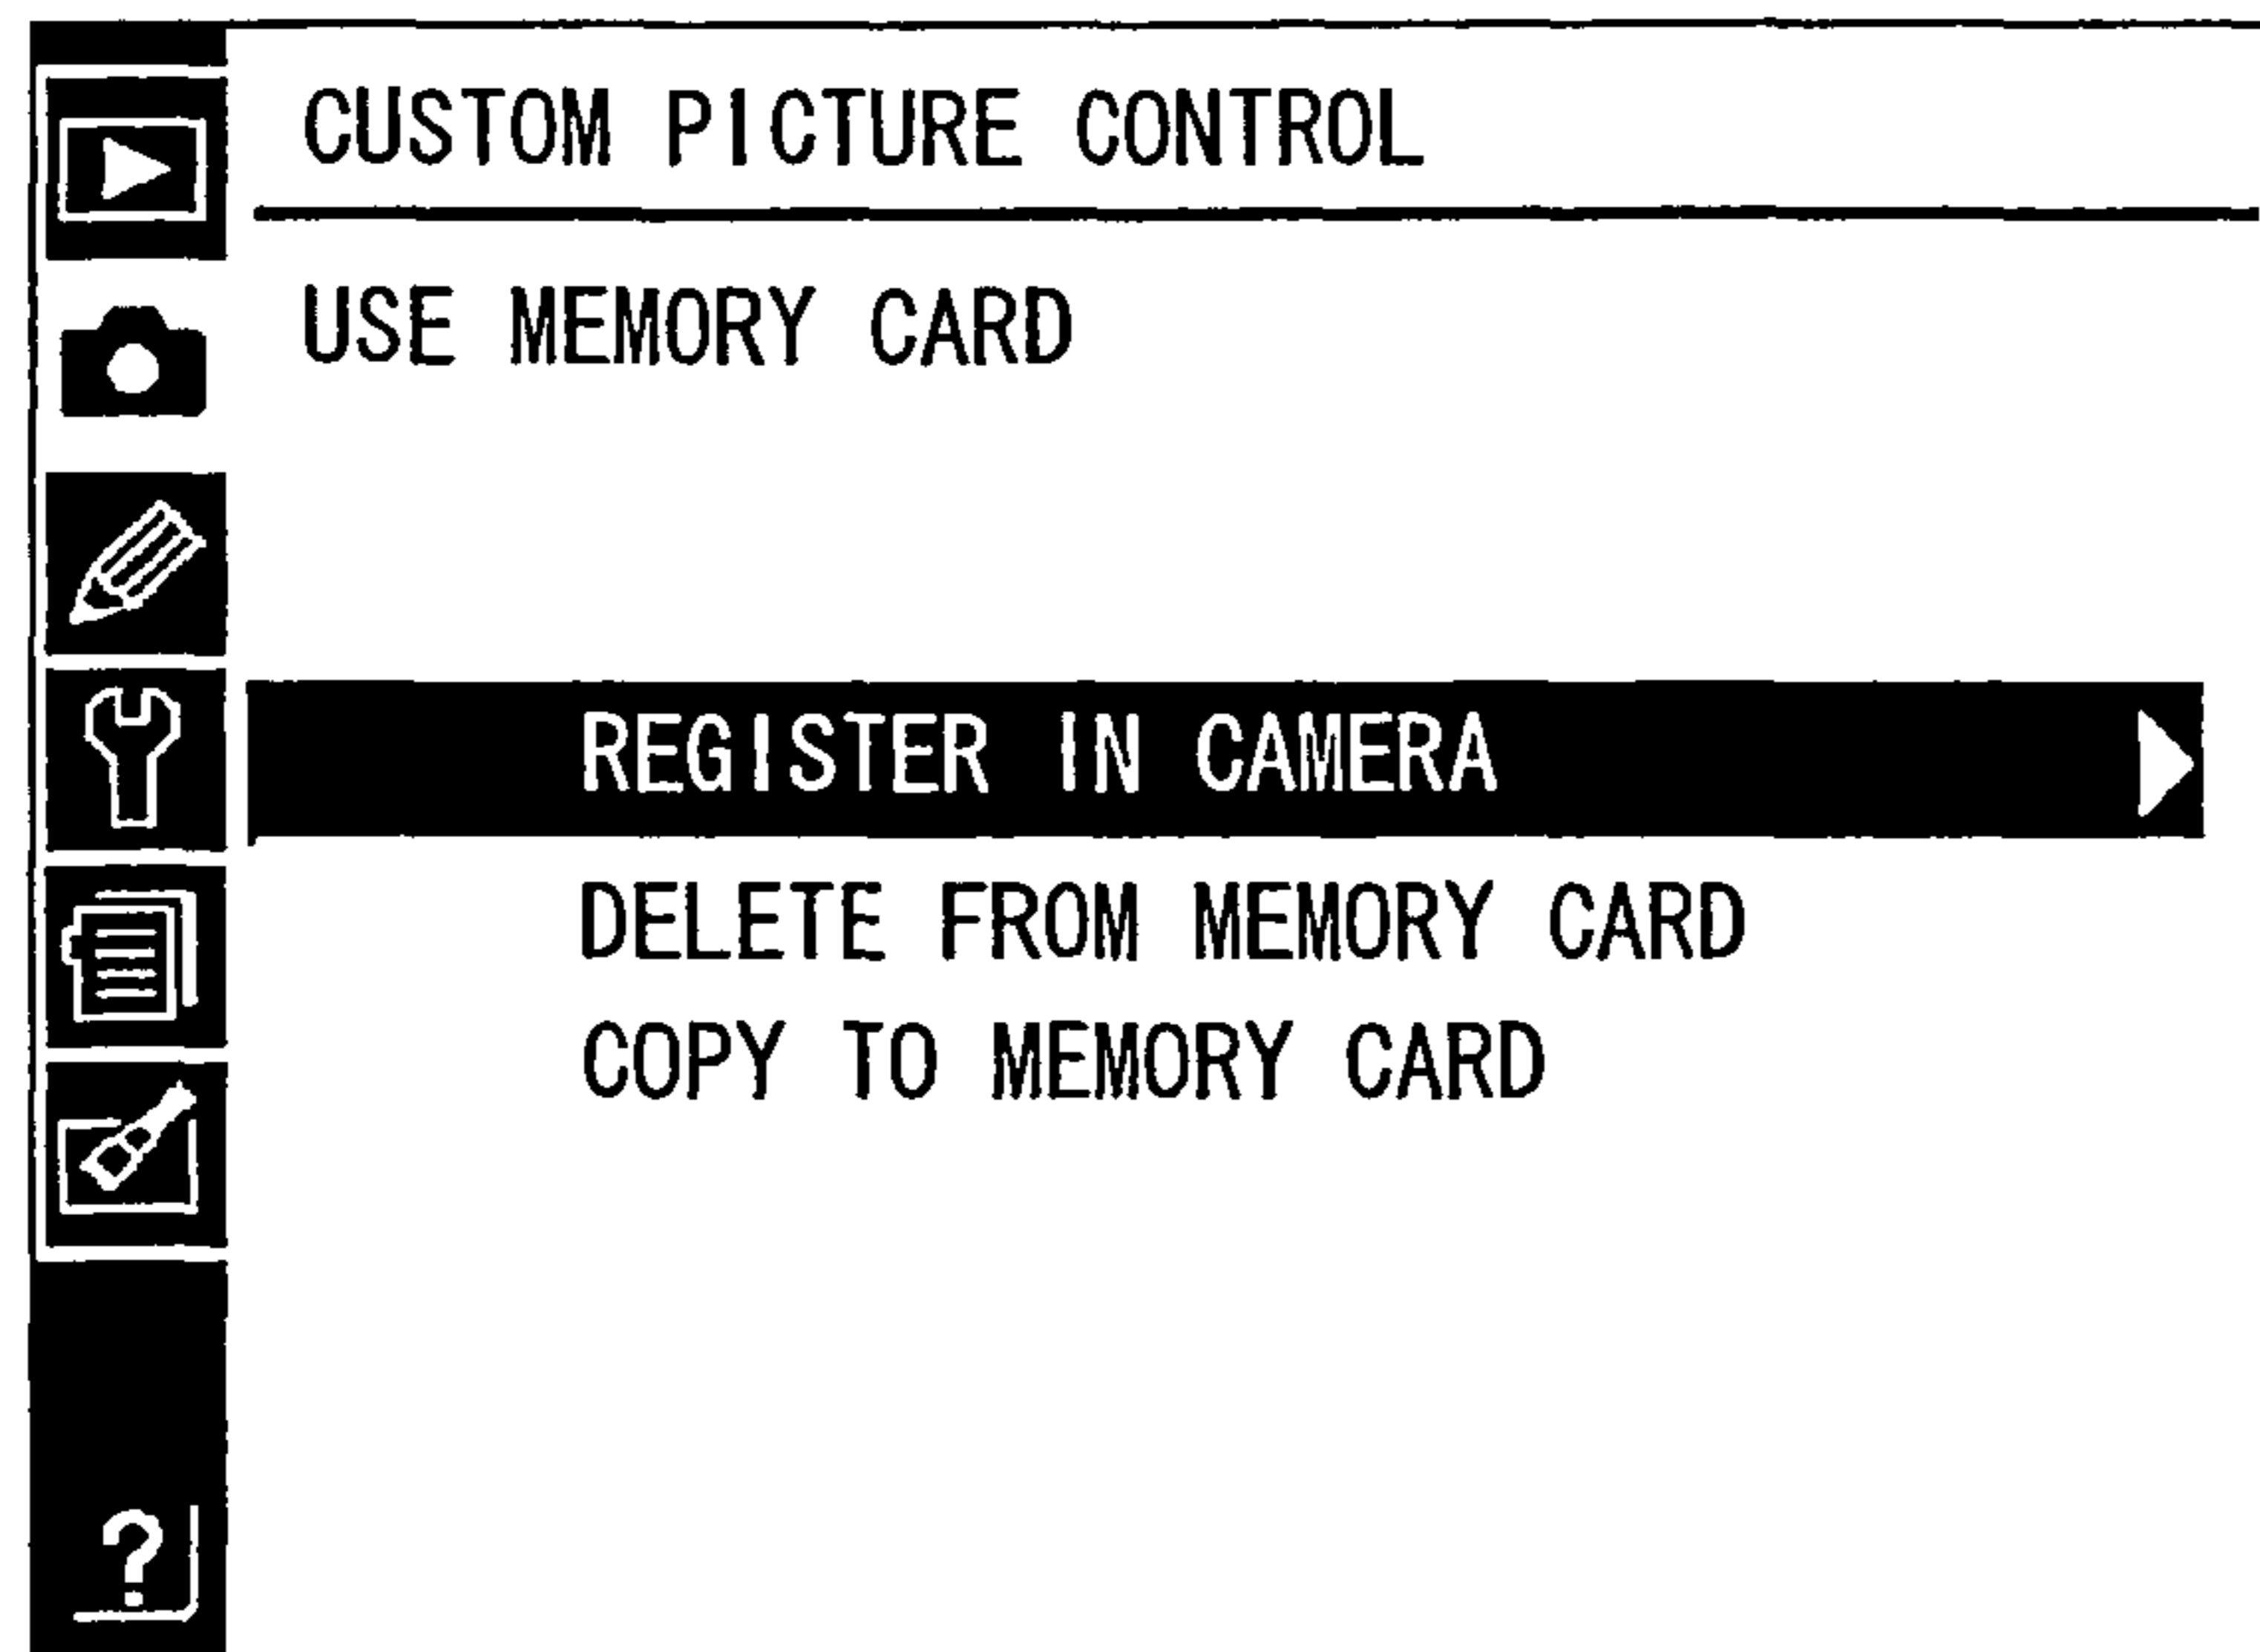 CUSTOM PICTURE CONTROL
USE MEMORY CARD
REGISTER IN CAMERA
DELETE FROM MEMORY CARD
COPY TO MEMORY CARD
?